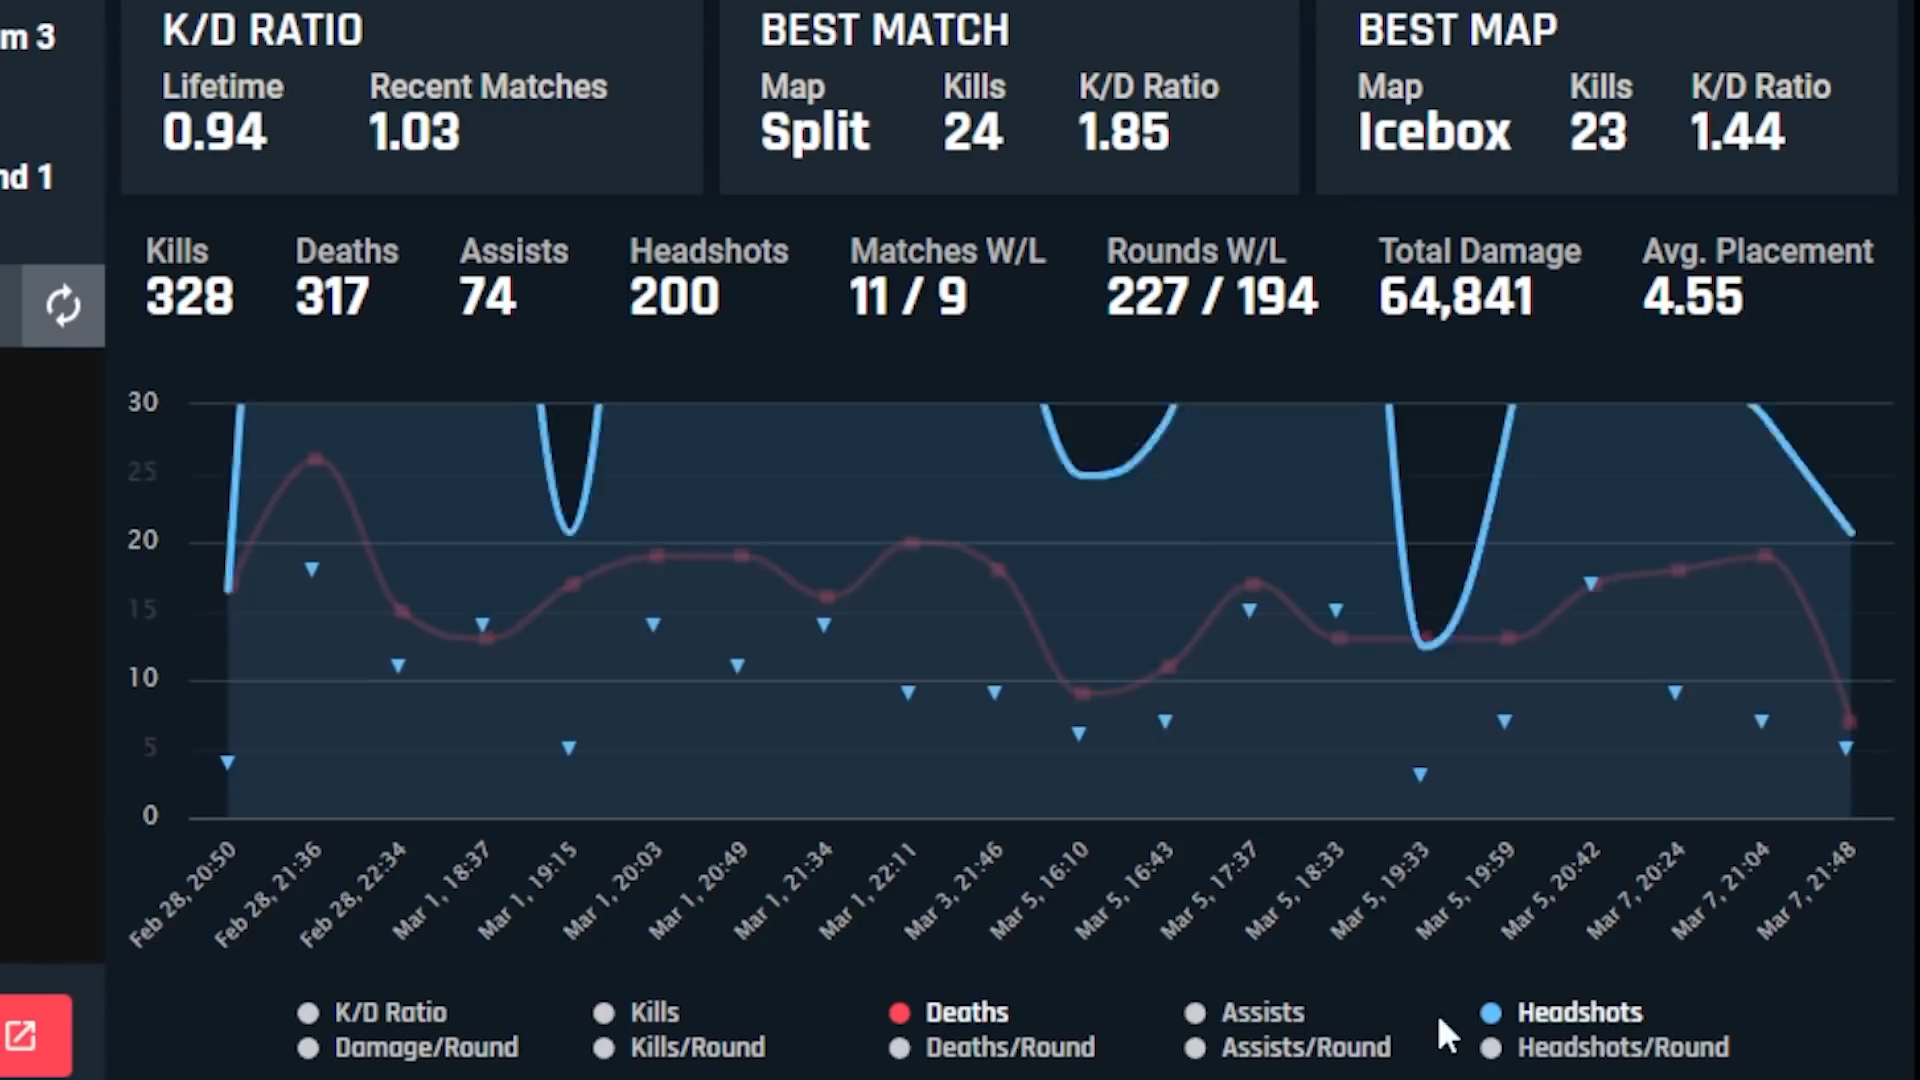 m 3
nd 1
K/D RATIO
Lifetime Recent Matches
0.94 1.03
BEST MATCH
Map Kills K/D Ratio
Split 24 1.85
BEST MAP
Map Kills K/D Ratio
Icebox 23 1.44
Kills Deaths Assists Headshots Matches W/L Rounds W/L Total Damage Avg. Placement
328 317 74 200 11 / 9 227 / 194 64,841 4.55
30
25
20
15
10
5
0
Feb 28, 20:50
Feb 28, 21:36
Feb 28, 22:34
Mar 1, 18:37
Mar 1, 19:15
Mar 1, 20:03
Mar 1, 20:49
Mar 1, 21:34
Mar 1, 22:11
Mar 3, 21:46
Mar 5, 16:10
Mar 5, 16:43
Mar 5, 17:37
Mar 5, 18:33
Mar 5, 19:33
Mar 5, 19:59
Mar 5, 20:42
Mar 7, 20:24
Mar 7, 21:04
Mar 7, 21:48
K/D Ratio Kills Deaths Assists Headshots
Damage/Round Kills/Round Deaths/Round Assists/Round Headshots/Round